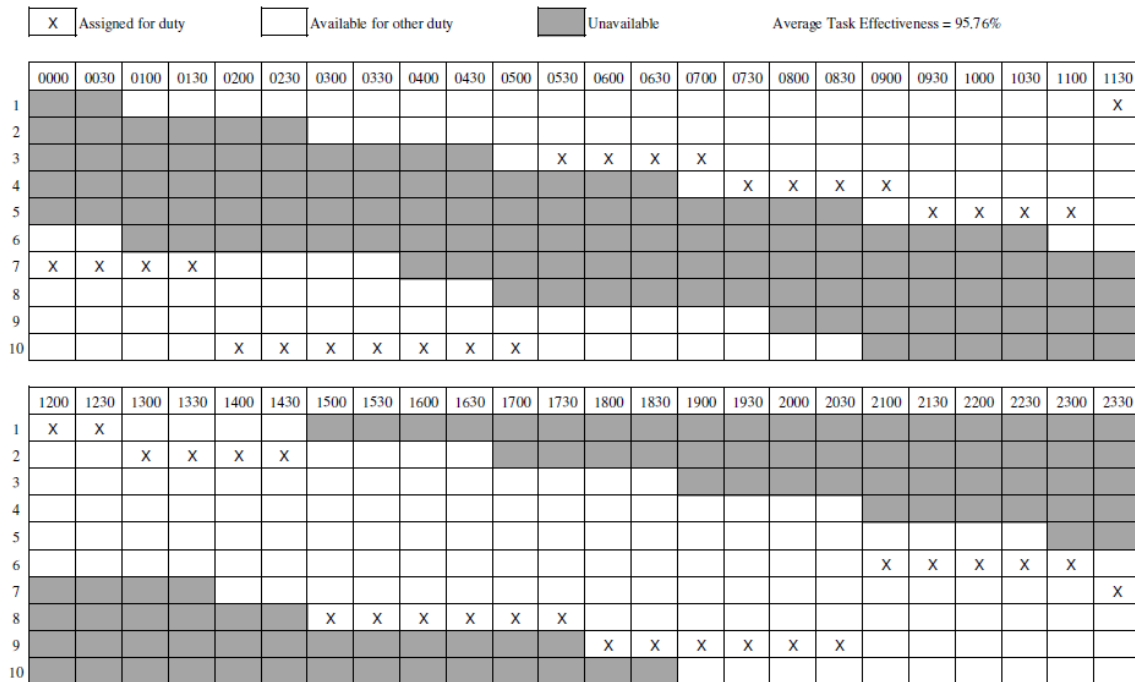 X Assigned for duty Available for other duty Unavailable Average Task Effectiveness = 95,76%
0000 0030 0100 0130 0200 0230 0300 0330 0400 0430 0500 0530 0600 0630 0700 0730 0800 0830 0900 0930 1000 1030 1100 1130
1 X
2
3 X X X X
4 X X X X
5 X X X X
6
7 X X X X
8
9
10 X X X X X X X
1200 1230 1300 1330 1400 1430 1500 1530 1600 1630 1700 1730 1800 1830 1900 1930 2000 2030 2100 2130 2200 2230 2300 2330
1 X X
2 X X X X
3
4
5
6 X X X X X
7 X
8 X X X X X X
9 X X X X X X
10